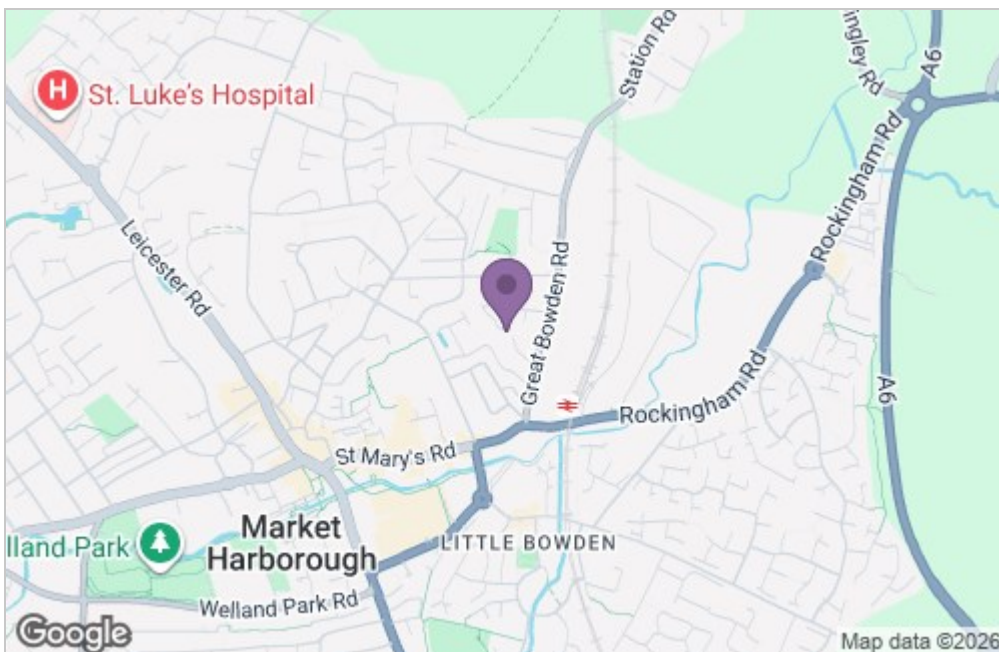 Station Rd
ingley Rd
A6
H
St. Luke's Hospital
Rockingham Rd
Leicester Rd
Great Bowden Rd
Rockingham Rd
A6
St Mary's Rd
Market
Harborough
LITTLE BOWDEN
lland Park
Welland Park Rd
Google
Map data ©2026